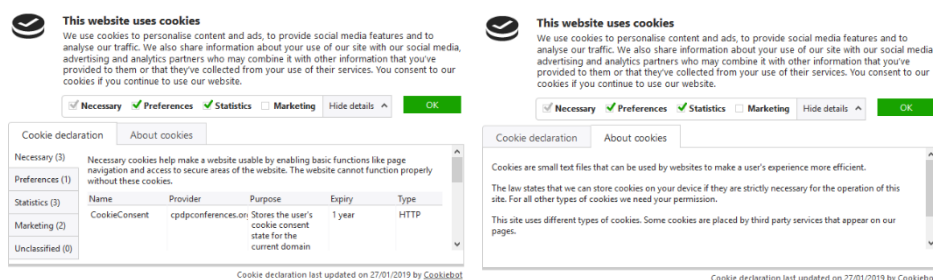 This website uses cookies
We use cookies to personalise content and ads, to provide social media features and to
analyse our traffic. We also share information about your use of our site with our social media,
advertising and analytics partners who may combine it with other information that you've
provided to them or that they've collected from your use of their services. You consent to our
cookies if you continue to use our website.
Necessary Preferences Statistics Marketing Hide details OK
Cookie declaration About cookies
Necessary (3)
Preferences (1)
Statistics (3)
Marketing (2)
Unclassified (0)
Necessary cookies help make a website usable by enabling basic functions like page
navigation and access to secure areas of the website. The website cannot function properly
without these cookies.
Name Provider Purpose Expiry Type
CookieConsent cpdpconferences.org Stores the user's 1 year HTTP
cookie consent
state for the
current domain
Cookie declaration last updated on 27/01/2019 by Cookiebot
This website uses cookies
We use cookies to personalise content and ads, to provide social media features and to
analyse our traffic. We also share information about your use of our site with our social media
advertising and analytics partners who may combine it with other information that you've
provided to them or that they've collected from your use of their services. You consent to our
cookies if you continue to use our website.
Necessary Preferences Statistics Marketing Hide details OK
Cookie declaration About cookies
Cookies are small text files that can be used by websites to make a user's experience more efficient.
The law states that we can store cookies on your device if they are strictly necessary for the operation of this
site. For all other types of cookies we need your permission.
This site uses different types of cookies. Some cookies are placed by third party services that appear on our
pages.
Cookie declaration last updated on 27/01/2019 by Cookiebot